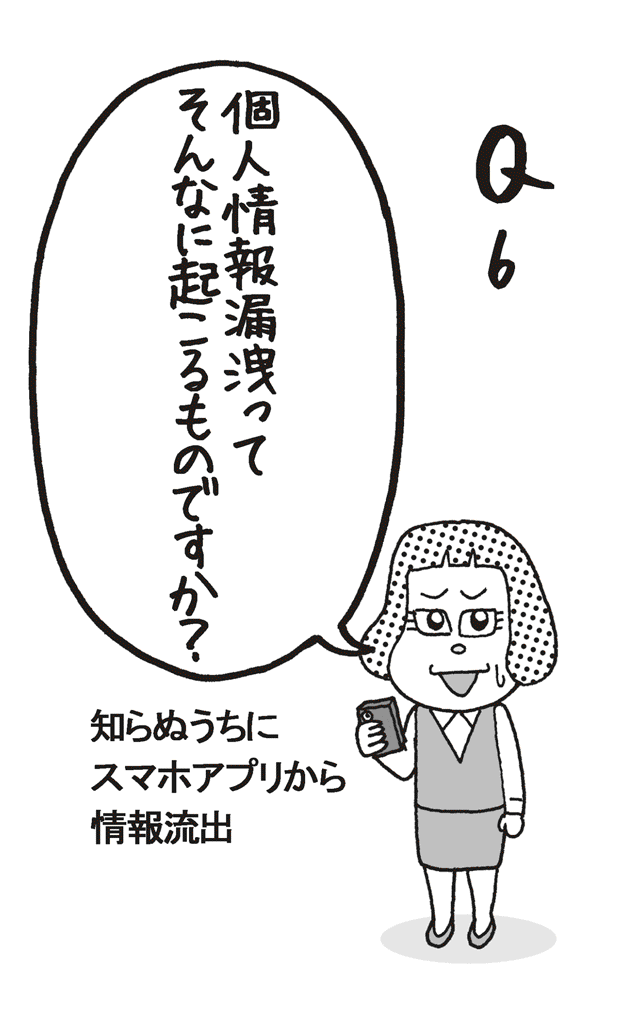 Q
6
個人情報漏洩って
そんなに起こるものですか?
知らぬうちに
スマホアプリから
情報流出